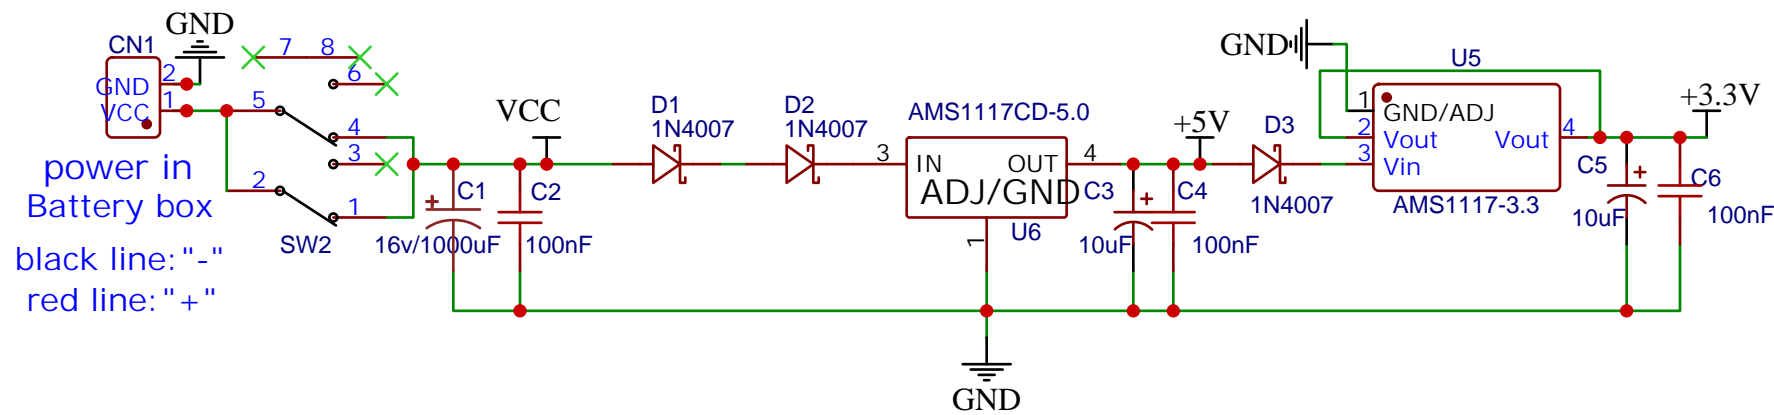 GND
CN1
GND
VCC
2
1
7
8
6
5
4
3
2
1
SW2
power in
Battery box
black line:"-"
red line:"+"
VCC
C1
16v/1000uF
C2
100nF
D1
1N4007
D2
1N4007
AMS1117CD-5.0
3
IN
OUT
4
ADJ/GND
1
U6
GND
+5V
C3
10uF
C4
100nF
D3
1N4007
GND
U5
1
GND/ADJ
2
Vout
Vout
4
3
Vin
AMS1117-3.3
+3.3V
C5
10uF
C6
100nF